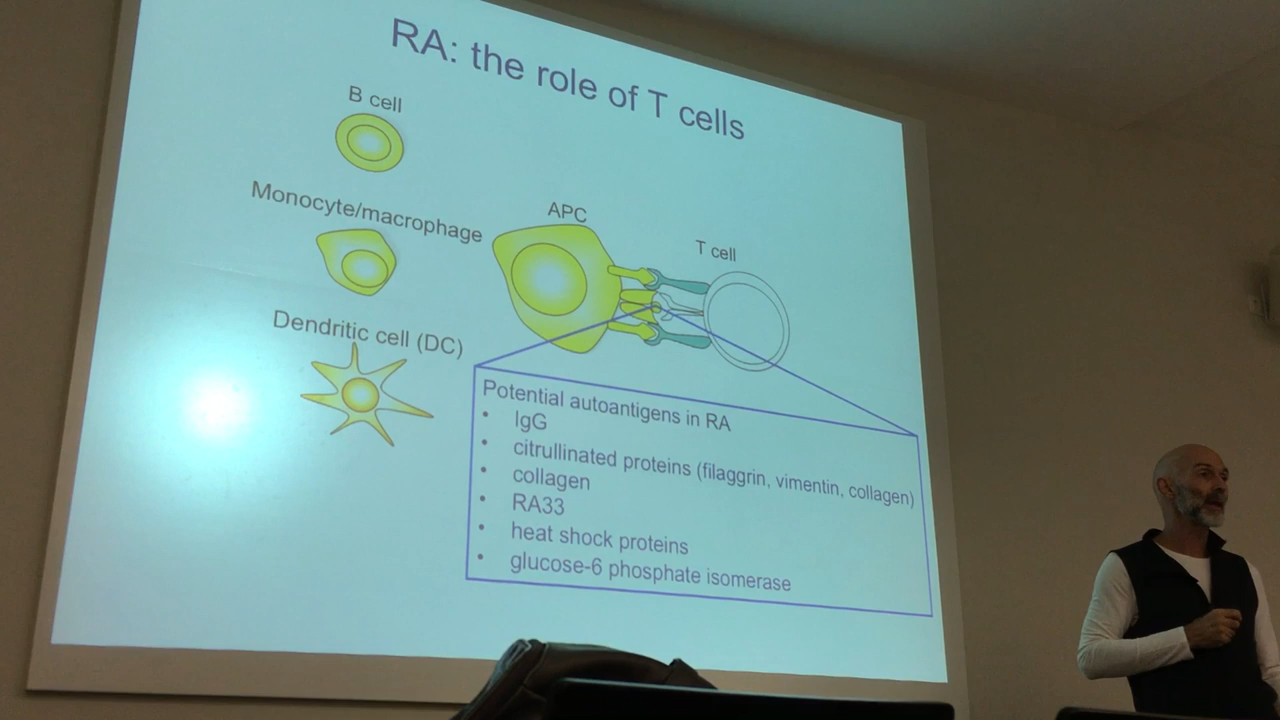 RA: the role of T cells
B cell
Monocyte/macrophage
APC
T cell
Dendritic cell (DC)
Potential autoantigens in RA
• IgG
• citrullinated proteins (filaggrin, vimentin, collagen)
• collagen
• RA33
• heat shock proteins
• glucose-6 phosphate isomerase